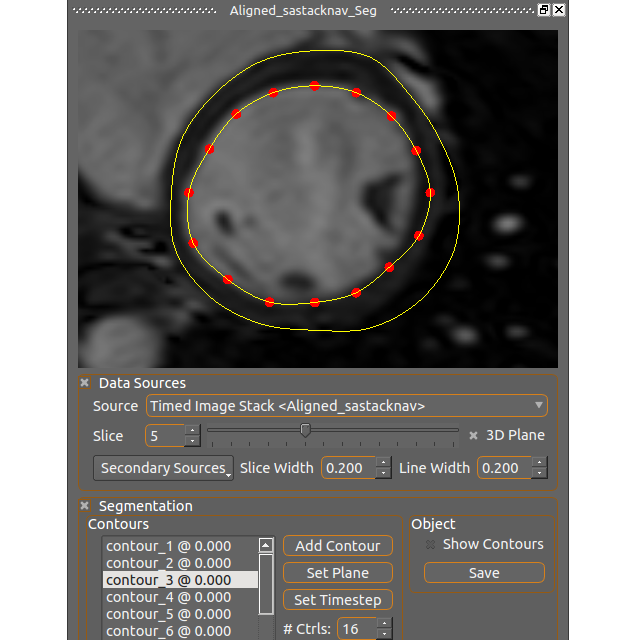 Aligned_sastacknav_Seg
Data Sources
Source Timed Image Stack <Aligned_sastacknav>
Slice 5 3D Plane
Secondary Sources Slice Width 0.200 Line Width 0.200
Segmentation
Contours
contour_1 @ 0.000
contour_2 @ 0.000
contour_3 @ 0.000
contour_4 @ 0.000
contour_5 @ 0.000
contour_6 @ 0.000
Add Contour
Set Plane
Set Timestep
# Ctrls: 16
Object
Show Contours
Save